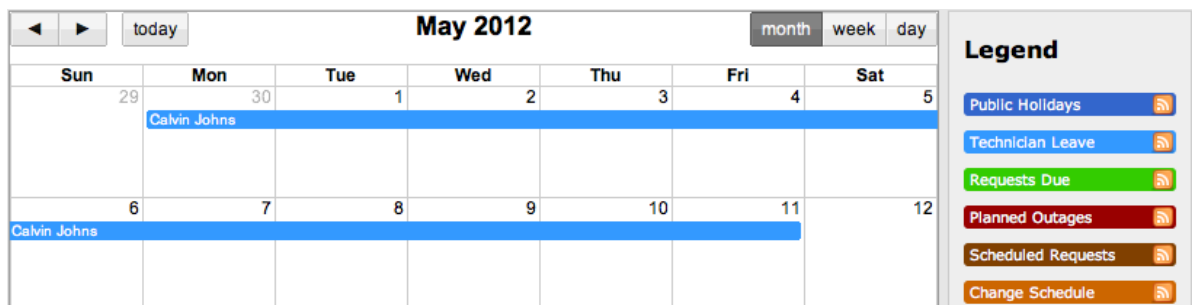 ◄ ► today May 2012 month week day
Sun Mon Tue Wed Thu Fri Sat
29 30 1 2 3 4 5
Calvin Johns
6 7 8 9 10 11 12
Calvin Johns
Legend
Public Holidays
Technician Leave
Requests Due
Planned Outages
Scheduled Requests
Change Schedule